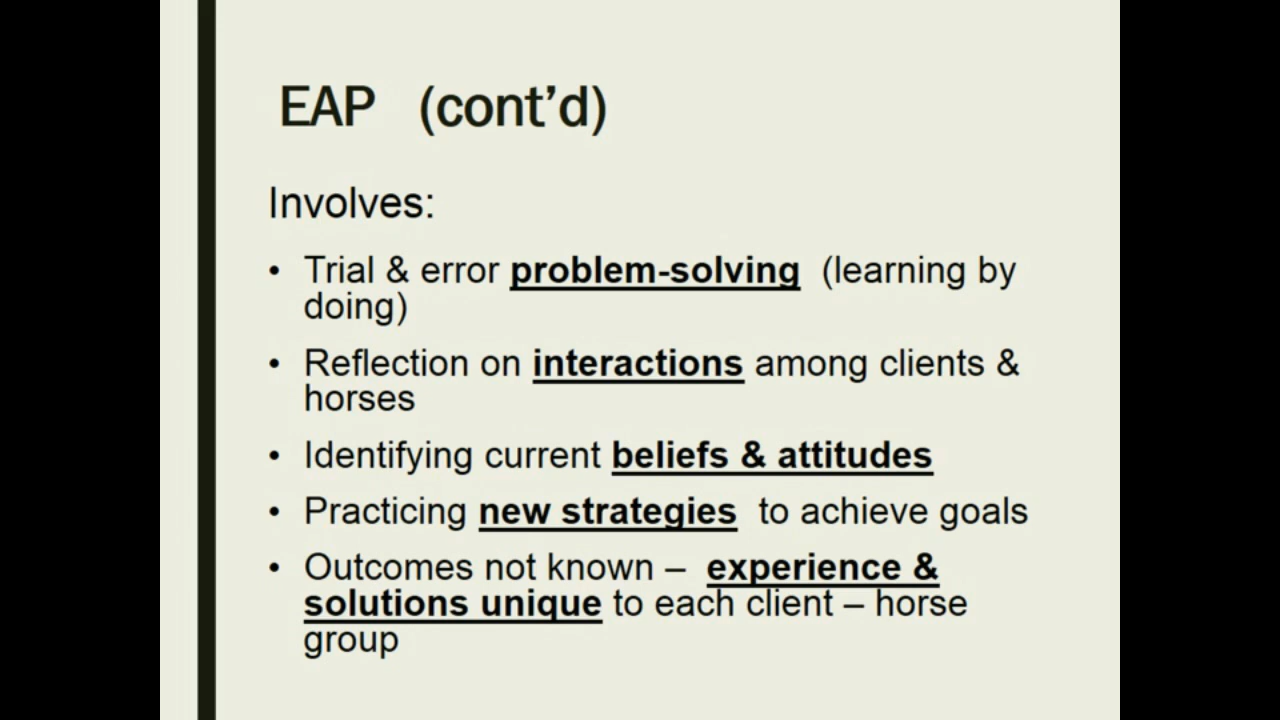 EAP (cont’d)
Involves:
• Trial & error problem-solving (learning by
doing)
• Reflection on interactions among clients &
horses
• Identifying current beliefs & attitudes
• Practicing new strategies to achieve goals
• Outcomes not known – experience &
solutions unique to each client – horse
group